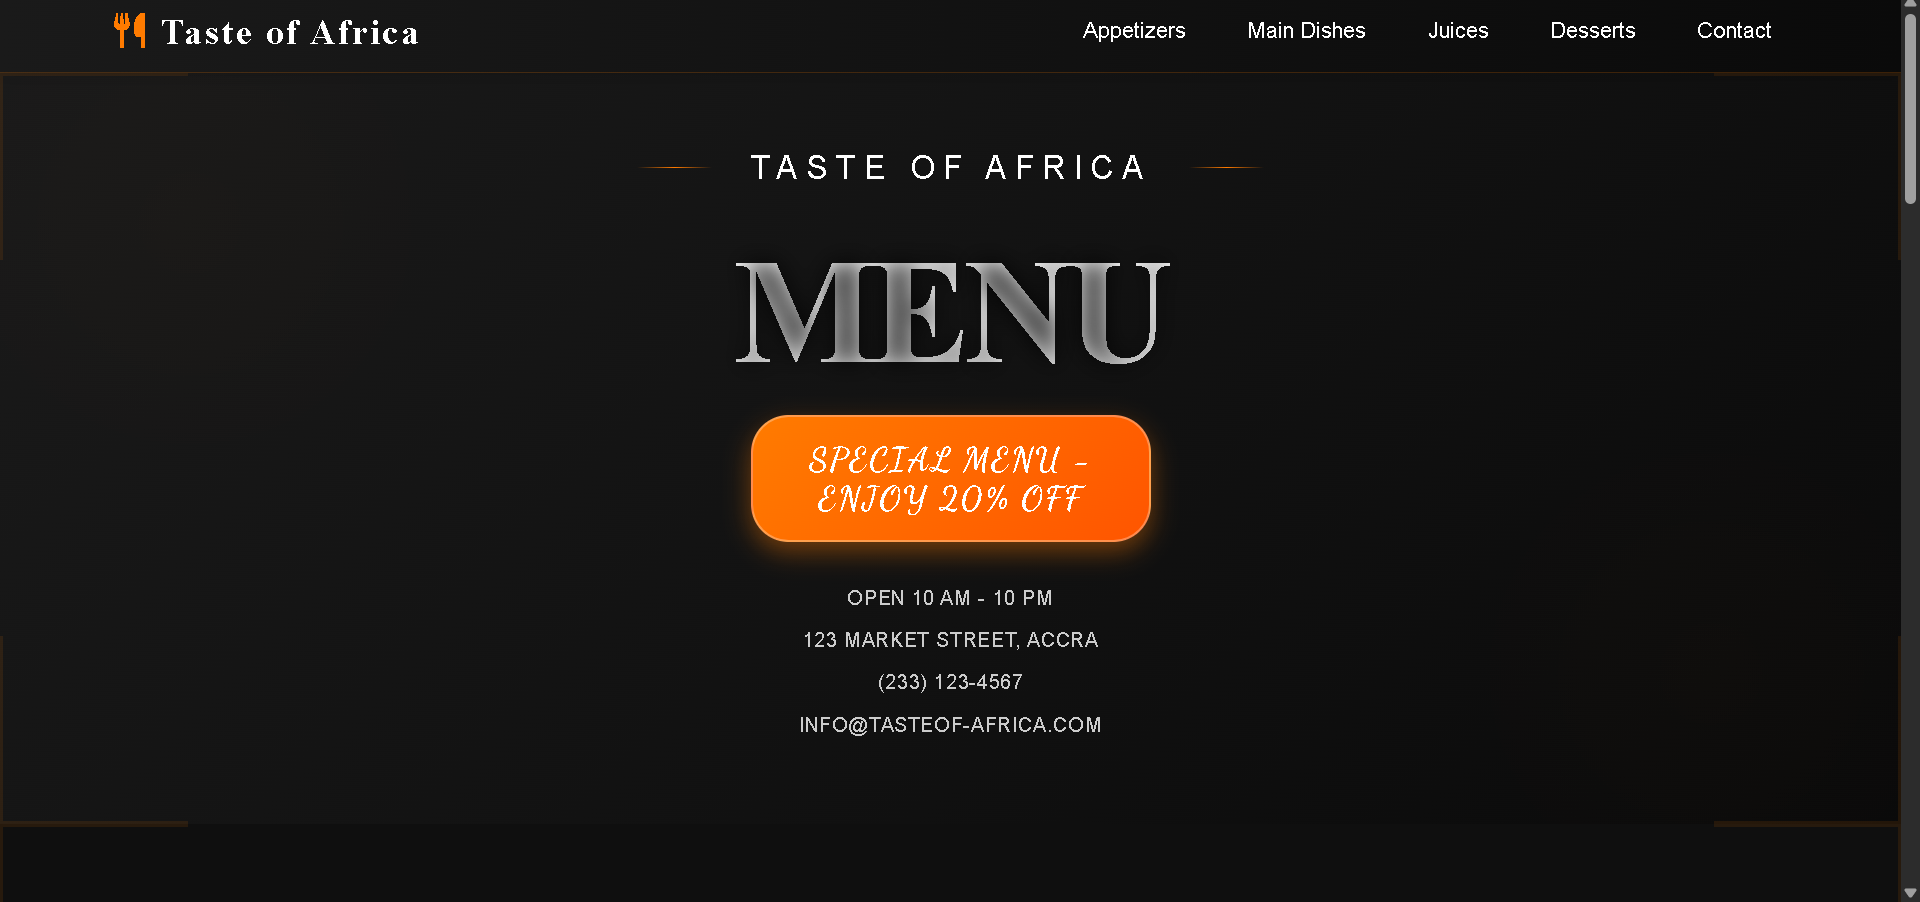 Taste of Africa
Appetizers
Main Dishes
Juices
Desserts
Contact
TASTE OF AFRICA
MENU
SPECIAL MENU -
ENJOY 20% OFF
OPEN 10 AM - 10 PM
123 MARKET STREET, ACCRA
(233) 123-4567
INFO@TASTEOF-AFRICA.COM